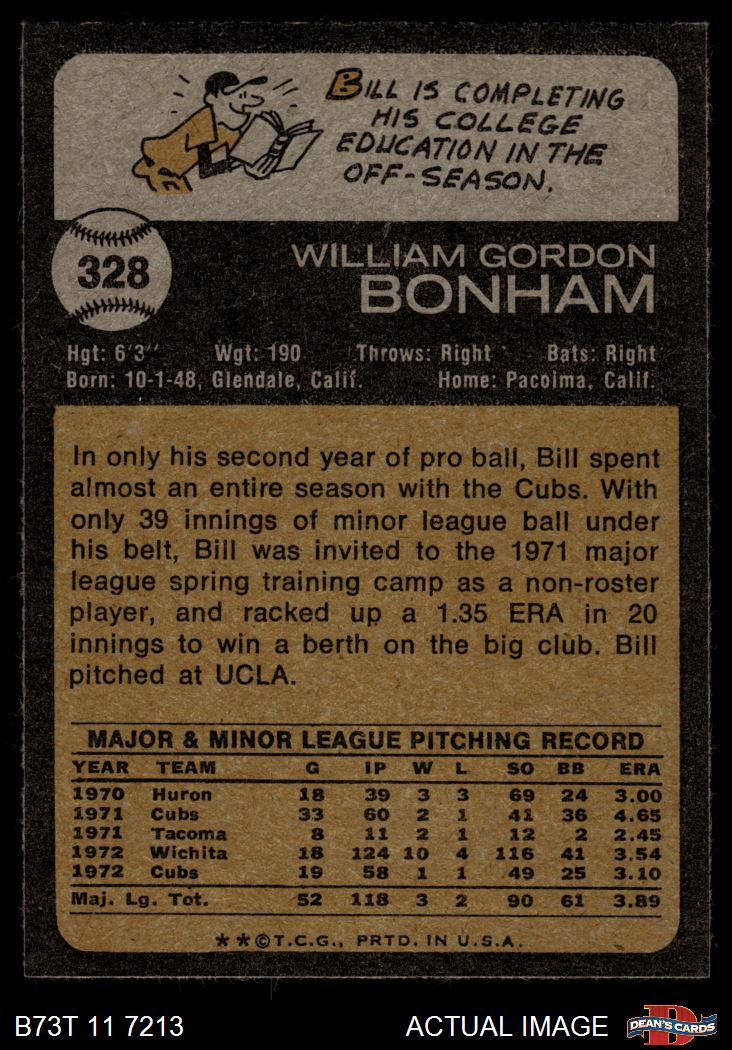 BILL IS COMPLETING
HIS COLLEGE
EDUCATION IN THE
OFF-SEASON.
328
WILLIAM GORDON
BONHAM
Hgt: 6'3" Wgt: 190 Throws: Right Bats: Right
Born: 10-1-48, Glendale, Calif. Home: Pacoima, Calif.
In only his second year of pro ball, Bill spent
almost an entire season with the Cubs. With
only 39 innings of minor league ball under
his belt, Bill was invited to the 1971 major
league spring training camp as a non-roster
player, and racked up a 1.35 ERA in 20
innings to win a berth on the big club. Bill
pitched at UCLA.
MAJOR & MINOR LEAGUE PITCHING RECORD
YEAR TEAM G IP W L SO BB ERA
1970 Huron 18 39 3 3 69 24 3.00
1971 Cubs 33 60 2 1 41 36 4.65
1971 Tacoma 8 11 2 1 12 2 2.45
1972 Wichita 18 124 10 4 116 41 3.54
1972 Cubs 19 58 1 1 49 25 3.10
Maj. Lg. Tot. 52 118 3 2 90 61 3.89
**©T.C.G., PRTD. IN U.S.A.
B73T 11 7213 ACTUAL IMAGE
DEAN'S CARDS